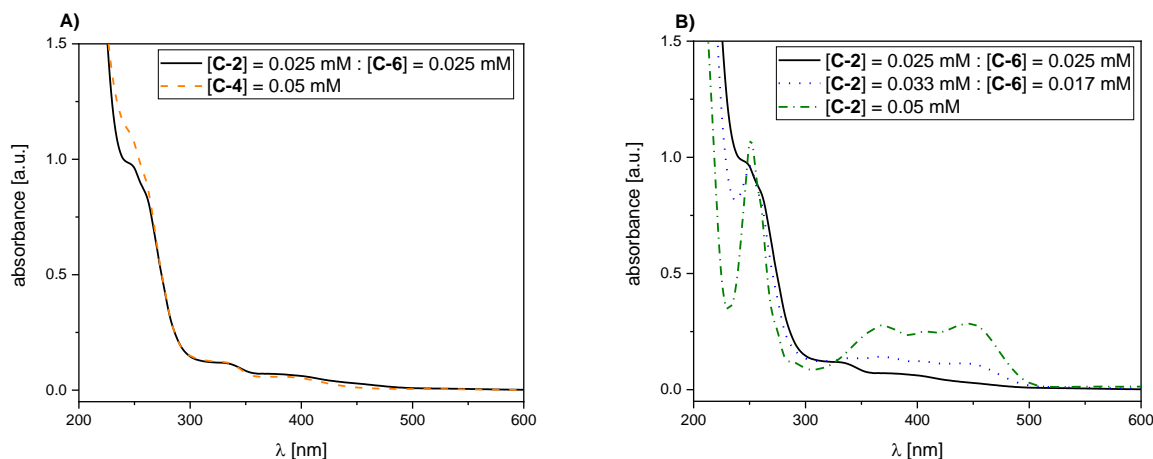 A)
[C-2] = 0.025 mM : [C-6] = 0.025 mM
[C-4] = 0.05 mM
absorbance [a.u.]
1.5
1.0
0.5
0.0
200 300 400 500 600
λ [nm]
B)
[C-2] = 0.025 mM : [C-6] = 0.025 mM
[C-2] = 0.033 mM : [C-6] = 0.017 mM
[C-2] = 0.05 mM
absorbance [a.u.]
1.5
1.0
0.5
0.0
200 300 400 500 600
λ [nm]